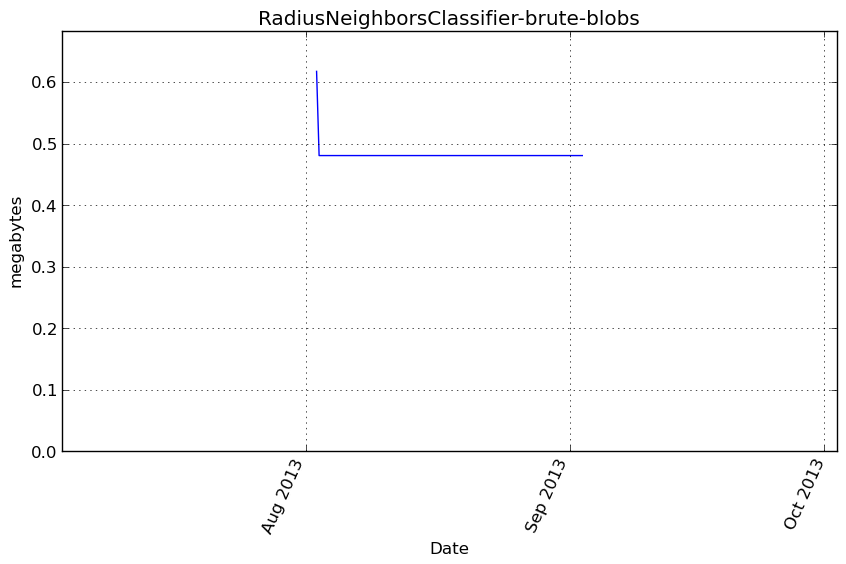 RadiusNeighborsClassifier-brute-blobs
0.6
0.5
0.4
0.3
0.2
0.1
0.0
megabytes
Aug 2013
Sep 2013
Oct 2013
Date